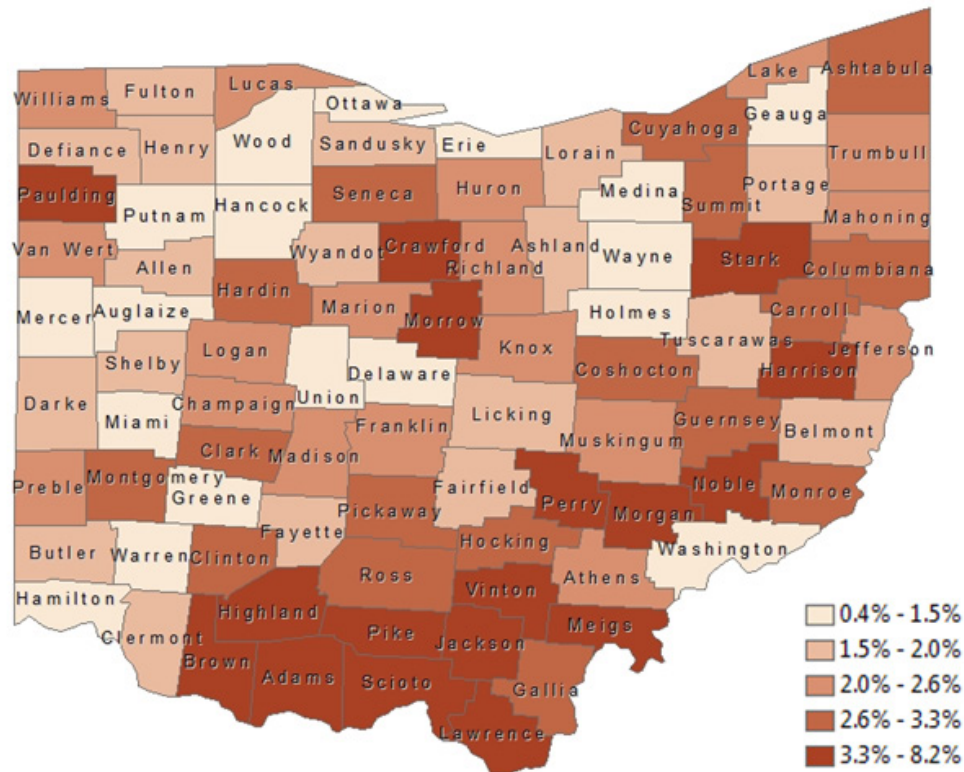 Williams
Fulton
Lucas
Ottawa
Lake
Ashtabula
Geauga
Defiance
Henry
Wood
Sandusky
Erie
Lorain
Cuyahoga
Trumbull
Paulding
Putnam
Hancock
Seneca
Huron
Medina
Summit
Portage
Mahoning
Van Wert
Allen
Wyandot
Crawford
Richland
Ashland
Wayne
Stark
Columbiana
Mercer
Auglaize
Hardin
Marion
Morrow
Holmes
Carroll
Tuscarawas
Jefferson
Harrison
Shelby
Logan
Union
Delaware
Knox
Coshocton
Darke
Miami
Champaign
Franklin
Licking
Muskingum
Guernsey
Belmont
Clark
Madison
Preble
Montgomery
Greene
Fairfield
Perry
Morgan
Noble
Monroe
Pickaway
Fayette
Hocking
Washington
Butler
Warren
Clinton
Ross
Vinton
Athens
Hamilton
Clermont
Highland
Pike
Jackson
Meigs
Brown
Adams
Scioto
Gallia
Lawrence
0.4% - 1.5%
1.5% - 2.0%
2.0% - 2.6%
2.6% - 3.3%
3.3% - 8.2%